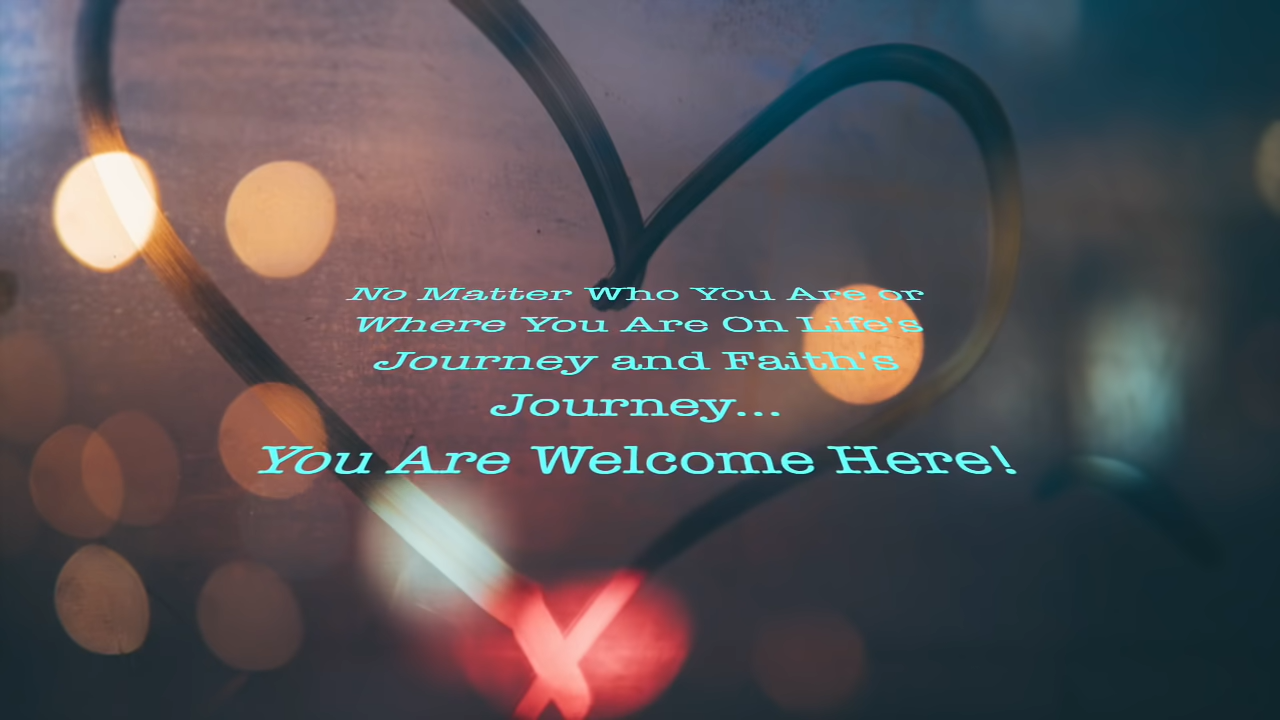 No Matter Who You Are or
Where You Are On Life's
Journey and Faith's
Journey...
You Are Welcome Here!